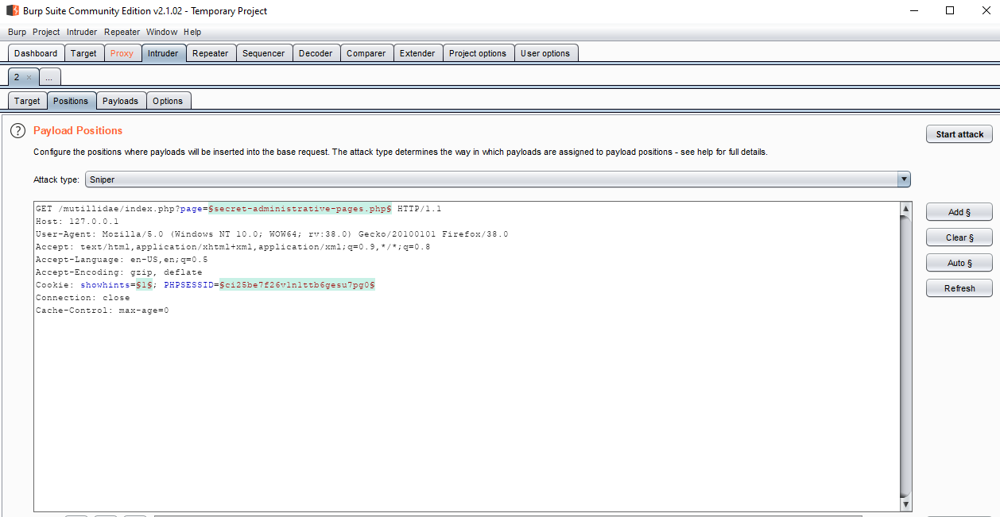 Burp Suite Community Edition v2.1.02 - Temporary Project
Burp Project Intruder Repeater Window Help
Dashboard Target Proxy Intruder Repeater Sequencer Decoder Comparer Extender Project options User options
2 × ...
Target Positions Payloads Options
? Payload Positions
Start attack
Configure the positions where payloads will be inserted into the base request. The attack type determines the way in which payloads are assigned to payload positions - see help for full details.
Attack type: Sniper
GET /mutillidae/index.php?page=§secret-administrative-pages.php§ HTTP/1.1
Host: 127.0.0.1
User-Agent: Mozilla/5.0 (Windows NT 10.0; WOW64; rv:38.0) Gecko/20100101 Firefox/38.0
Accept: text/html,application/xhtml+xml,application/xml;q=0.9,*/*;q=0.8
Accept-Language: en-US,en;q=0.5
Accept-Encoding: gzip, deflate
Cookie: showhints=§1§; PHPSESSID=§ci25be7f26v1n1ttb6gesu7pg0§
Connection: close
Cache-Control: max-age=0
Add §
Clear §
Auto §
Refresh